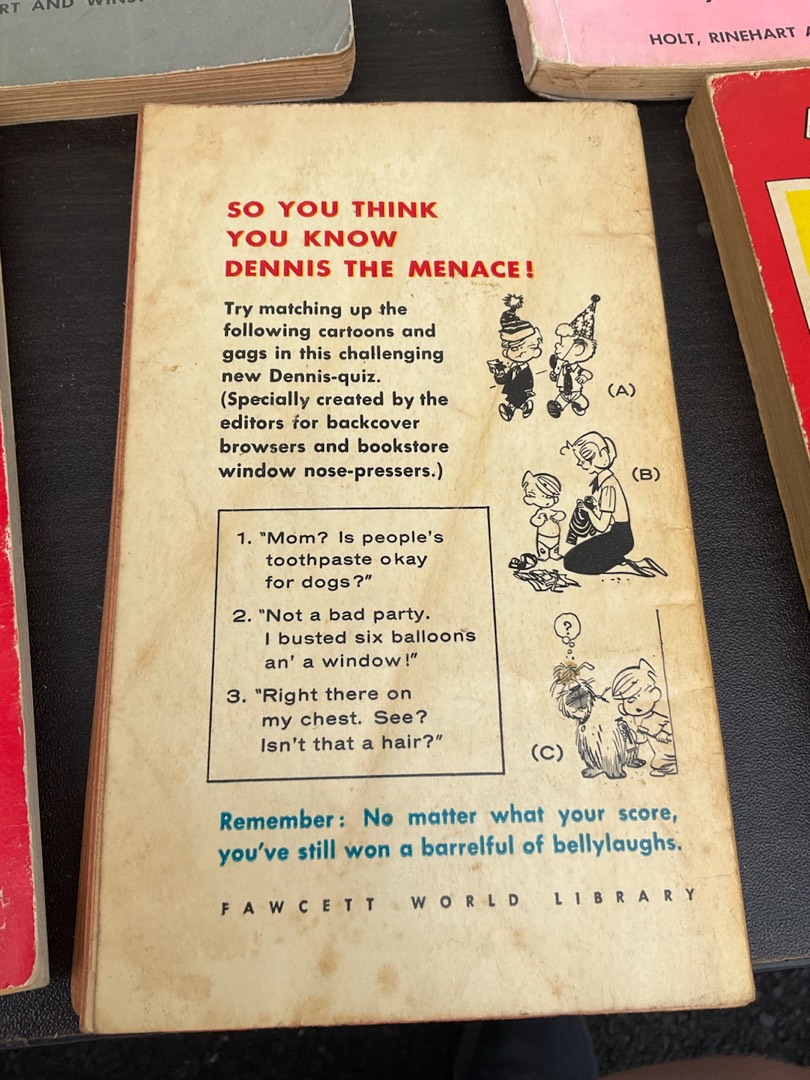 RT AND WINS
HOLT, RINEHART A
SO YOU THINK
YOU KNOW
DENNIS THE MENACE!
Try matching up the
following cartoons and
gags in this challenging
new Dennis-quiz.
(Specially created by the
editors for backcover
browsers and bookstore
window nose-pressers.)
(A)
(B)
1. "Mom? Is people's
toothpaste okay
for dogs?"
2. "Not a bad party.
I busted six balloons
an' a window!"
3. "Right there on
my chest. See?
Isn't that a hair?"
?
(C)
Remember: No matter what your score,
you've still won a barrelful of bellylaughs.
FAWCETT WORLD LIBRARY